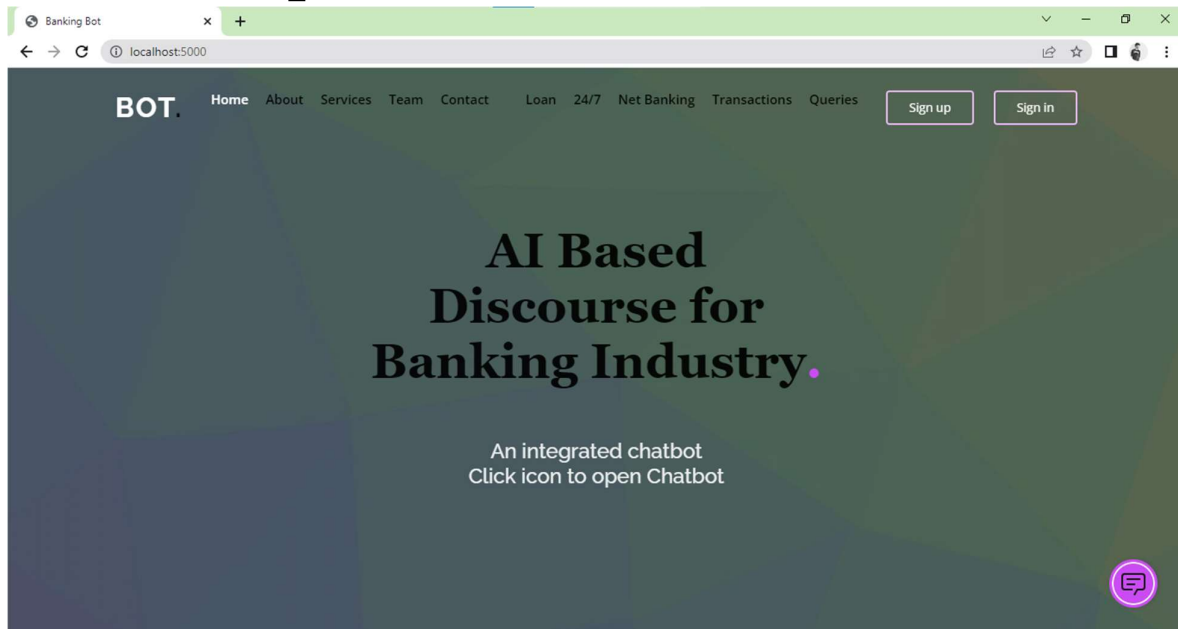 Banking Bot
localhost:5000
BOT.
Home About Services Team Contact Loan 24/7 Net Banking Transactions Queries Sign up Sign in
AI Based
Discourse for
Banking Industry.
An integrated chatbot
Click icon to open Chatbot